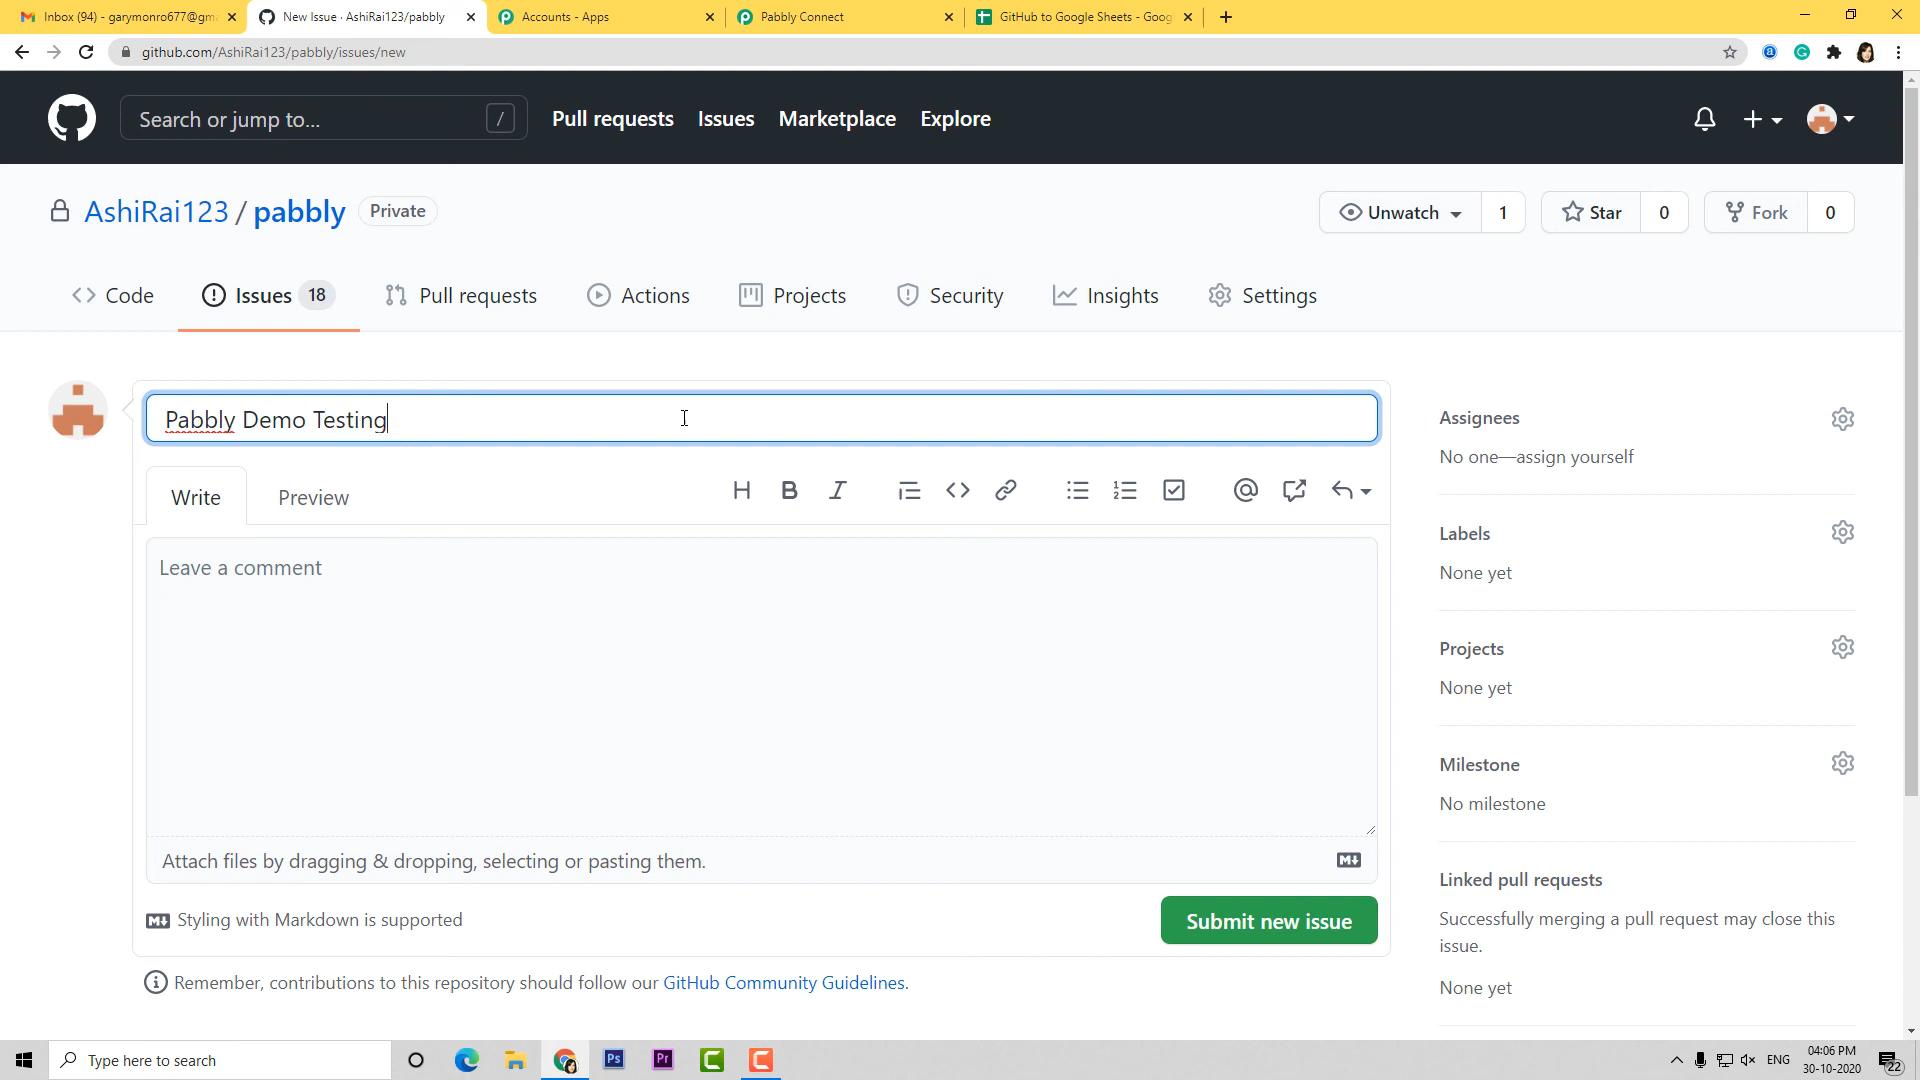 Inbox (94) - garymonro677@gm
New Issue · AshiRai123/pabbly
Accounts - Apps
Pabbly Connect
GitHub to Google Sheets - Goog
github.com/AshiRai123/pabbly/issues/new
Search or jump to...
/
Pull requests
Issues
Marketplace
Explore
AshiRai123 / pabbly
Private
Unwatch
1
Star
0
Fork
0
Code
Issues 18
Pull requests
Actions
Projects
Security
Insights
Settings
Pabbly Demo Testing
Write
Preview
Leave a comment
Attach files by dragging & dropping, selecting or pasting them.
Styling with Markdown is supported
Submit new issue
Remember, contributions to this repository should follow our GitHub Community Guidelines.
Assignees
No one—assign yourself
Labels
None yet
Projects
None yet
Milestone
No milestone
Linked pull requests
Successfully merging a pull request may close this
issue.
None yet
Type here to search
Ps
Pr
ENG
04:06 PM
30-10-2020
22